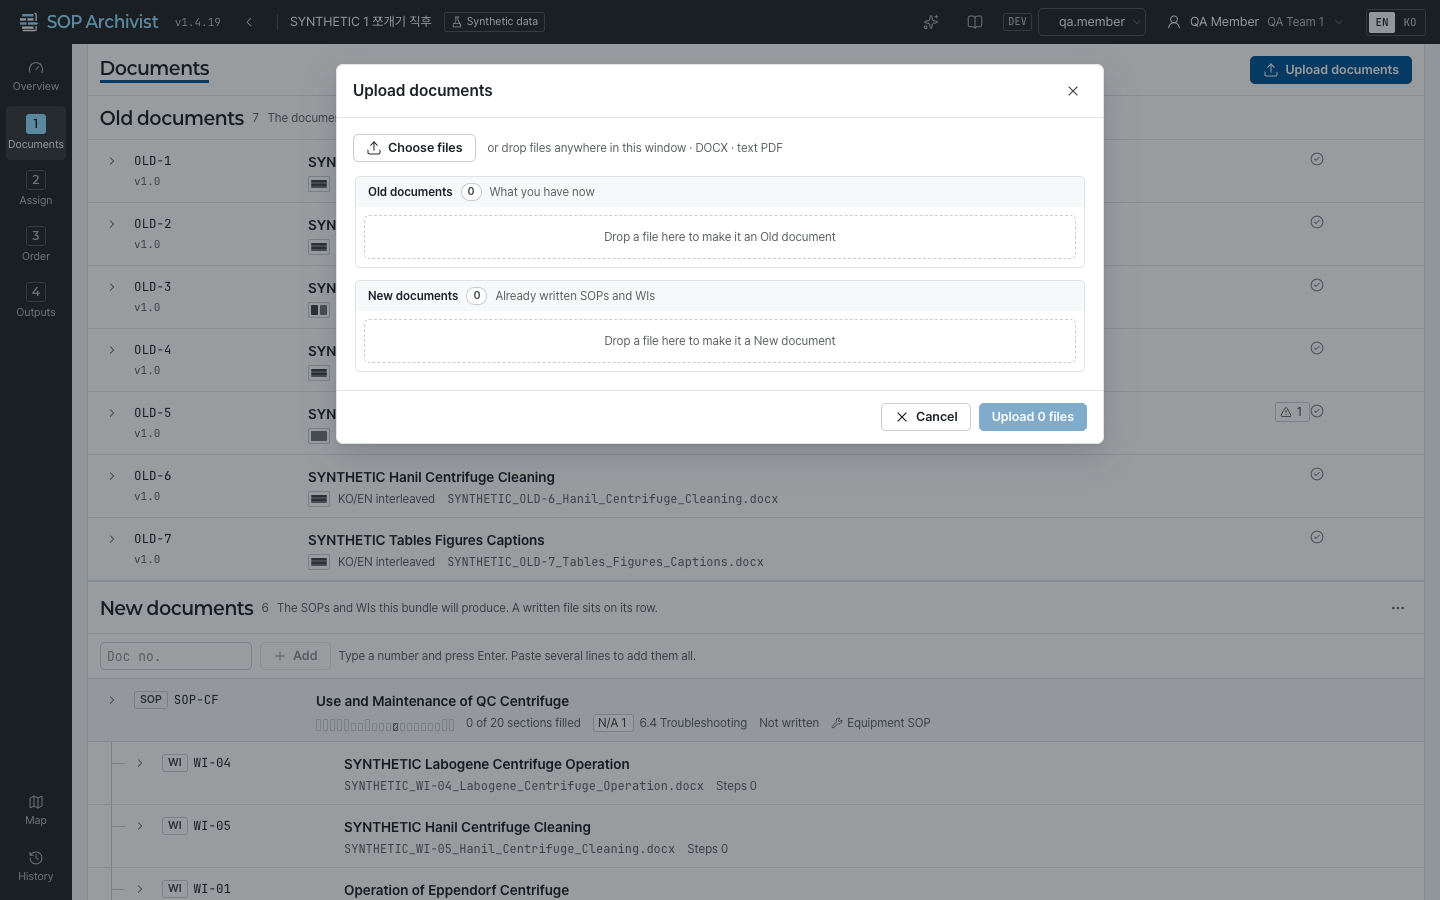 SOP Archivist v1.4.19 SYNTHETIC 1 쪼개기 직후 Synthetic data DEV qa.member QA Member QA Team 1 EN KO
Overview
1
Documents
2
Assign
3
Order
4
Outputs
Map
History
Documents
Upload documents
Old documents 7 The docume
OLD-1 SYN
v1.0
OLD-2 SYN
v1.0
OLD-3 SYN
v1.0
OLD-4 SYN
v1.0
OLD-5 SYN 1
v1.0
OLD-6 SYNTHETIC Hanil Centrifuge Cleaning
v1.0 KO/EN interleaved SYNTHETIC_OLD-6_Hanil_Centrifuge_Cleaning.docx
OLD-7 SYNTHETIC Tables Figures Captions
v1.0 KO/EN interleaved SYNTHETIC_OLD-7_Tables_Figures_Captions.docx
New documents 6 The SOPs and WIs this bundle will produce. A written file sits on its row.
Doc no. Add Type a number and press Enter. Paste several lines to add them all.
SOP SOP-CF Use and Maintenance of QC Centrifuge
0 of 20 sections filled N/A 1 6.4 Troubleshooting Not written Equipment SOP
WI WI-04 SYNTHETIC Labogene Centrifuge Operation
SYNTHETIC_WI-04_Labogene_Centrifuge_Operation.docx Steps 0
WI WI-05 SYNTHETIC Hanil Centrifuge Cleaning
SYNTHETIC_WI-05_Hanil_Centrifuge_Cleaning.docx Steps 0
WI WI-01 Operation of Eppendorf Centrifuge
Upload documents
Choose files or drop files anywhere in this window · DOCX · text PDF
Old documents 0 What you have now
Drop a file here to make it an Old document
New documents 0 Already written SOPs and WIs
Drop a file here to make it a New document
Cancel Upload 0 files